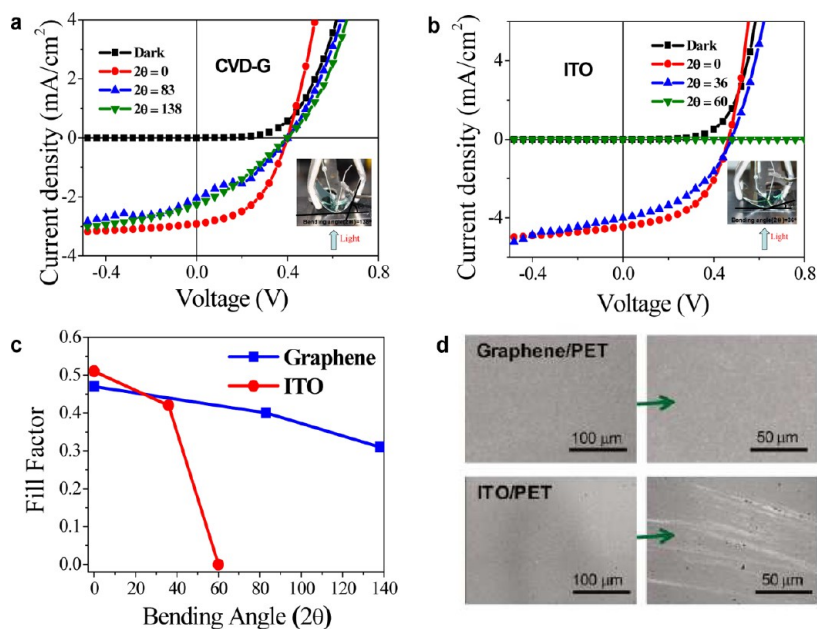 a
Current density (mA/cm²)
4
2
0
-2
-4
-0.4
0.0
0.4
0.8
Voltage (V)
Dark
2θ = 0
2θ = 83
2θ = 138
CVD-G
Light
b
Current density (mA/cm²)
4
0
-4
-8
-0.4
0.0
0.4
0.8
Voltage (V)
Dark
2θ = 0
2θ = 36
2θ = 60
ITO
Light
c
Fill Factor
0.6
0.5
0.4
0.3
0.2
0.1
0.0
0
20
40
60
80
100
120
140
Bending Angle (2θ)
Graphene
ITO
d
Graphene/PET
100 µm
50 µm
ITO/PET
100 µm
50 µm